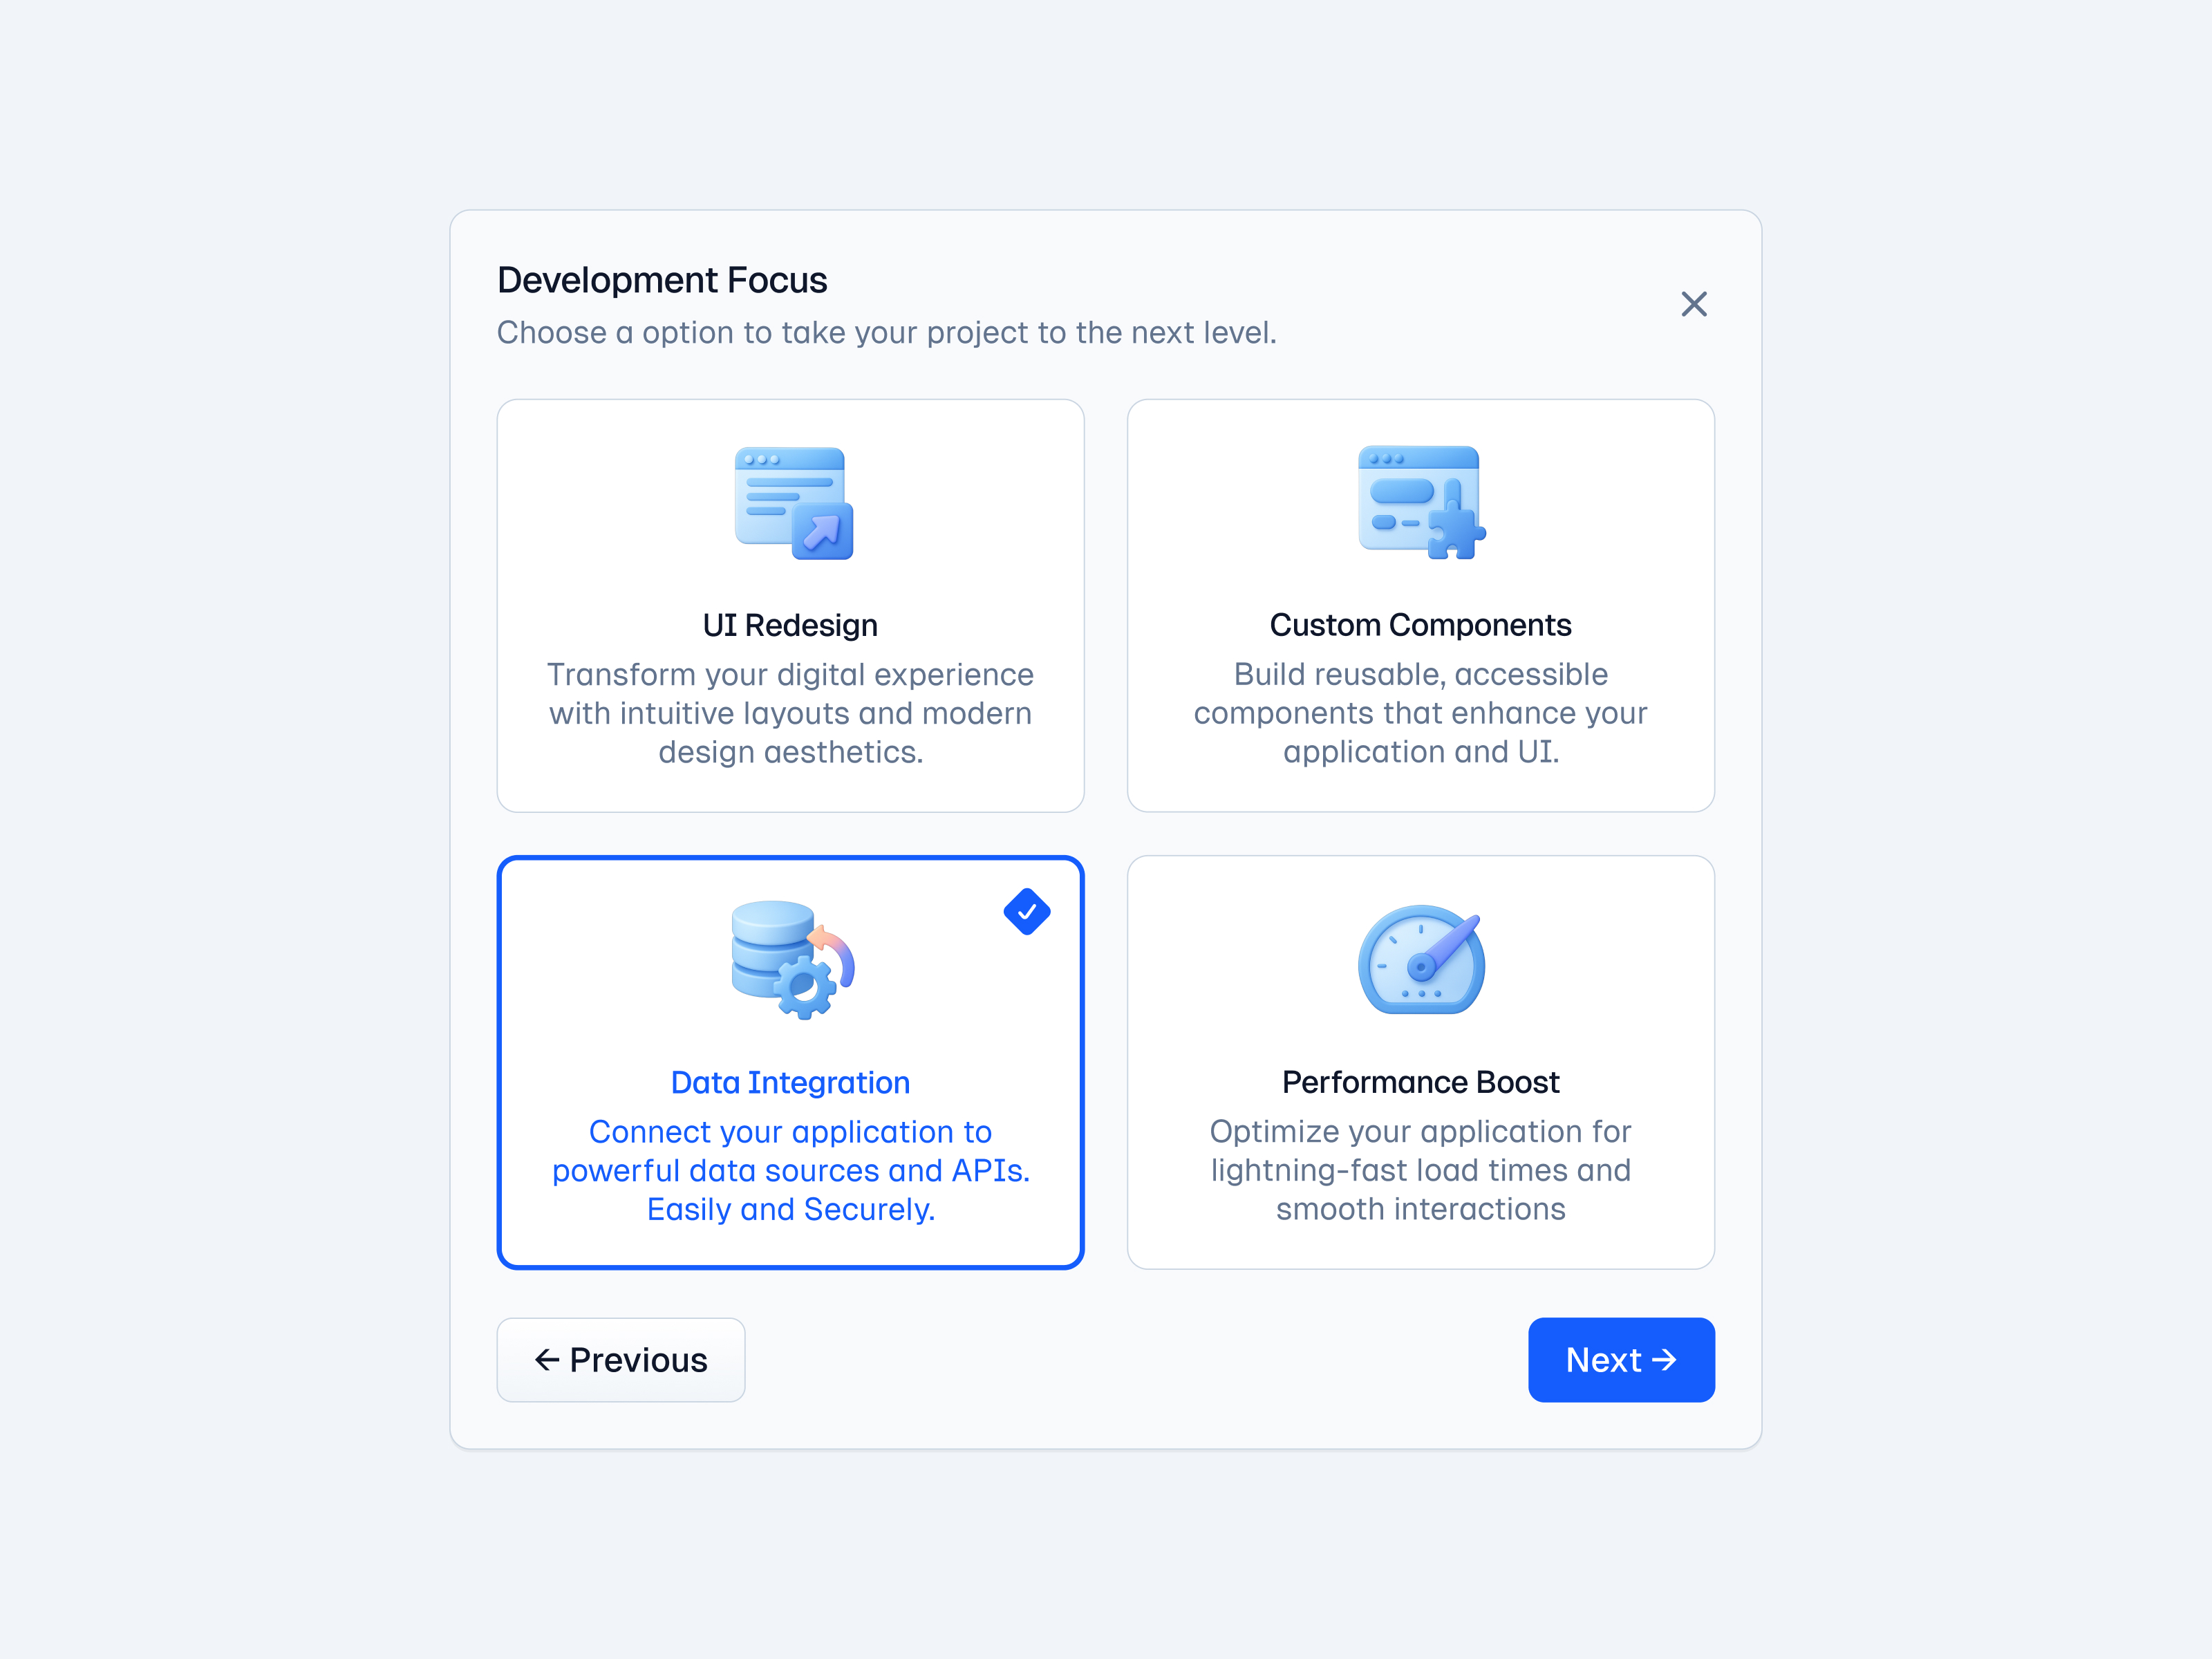 Development Focus
Choose a option to take your project to the next level.
UI Redesign
Transform your digital experience
with intuitive layouts and modern
design aesthetics.
Custom Components
Build reusable, accessible
components that enhance your
application and UI.
Data Integration
Connect your application to
powerful data sources and APIs.
Easily and Securely.
Performance Boost
Optimize your application for
lightning-fast load times and
smooth interactions
← Previous
Next →